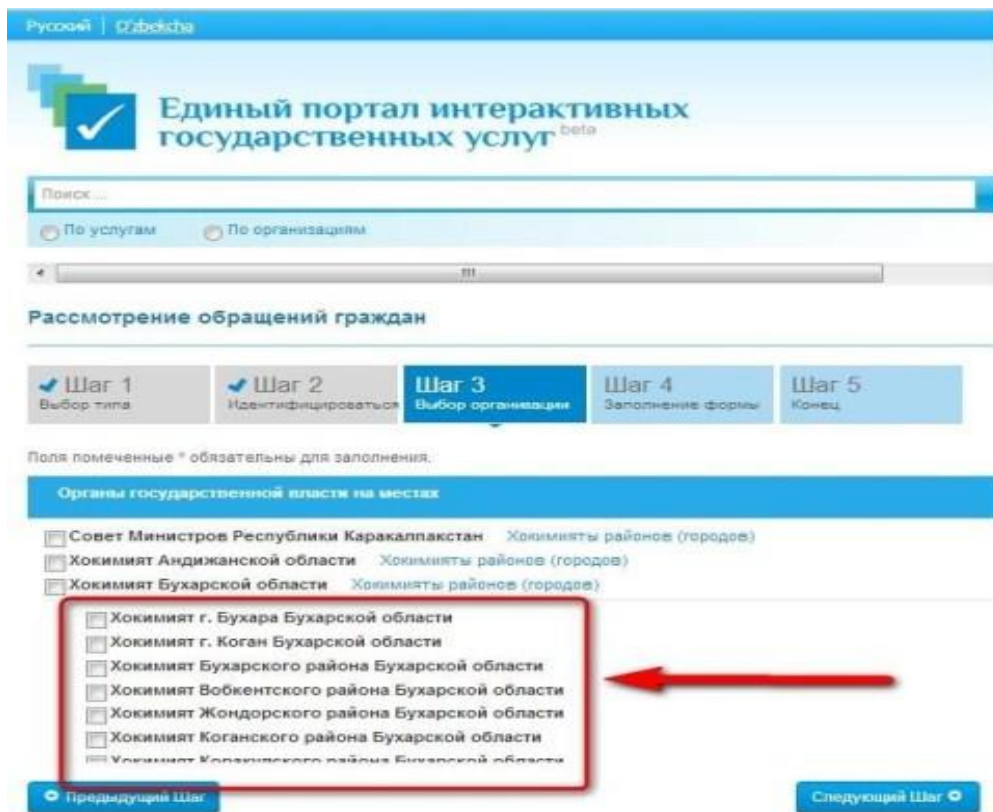 Русский | O'zbekcha
Единый портал интерактивных
государственных услуг beta
Поиск ...
По услугам По организациям
Рассмотрение обращений граждан
Шаг 1 Шаг 2 Шаг 3 Шаг 4 Шаг 5
Выбор типа Идентифицироваться Выбор организации Заполнение формы Конец
Поля помеченные * обязательны для заполнения.
Органы государственной власти на местах
Совет Министров Республики Каракалпакстан Хокимияты районов (городов)
Хокимият Андижанской области Хокимияты районов (городов)
Хокимият Бухарской области Хокимияты районов (городов)
Хокимият г. Бухара Бухарской области
Хокимият г. Коган Бухарской области
Хокимият Бухарского района Бухарской области
Хокимият Вобкентского района Бухарской области
Хокимият Жондорского района Бухарской области
Хокимият Коганского района Бухарской области
Хокимият Коракулского района Бухарской области
Предыдущий Шаг Следующий Шаг